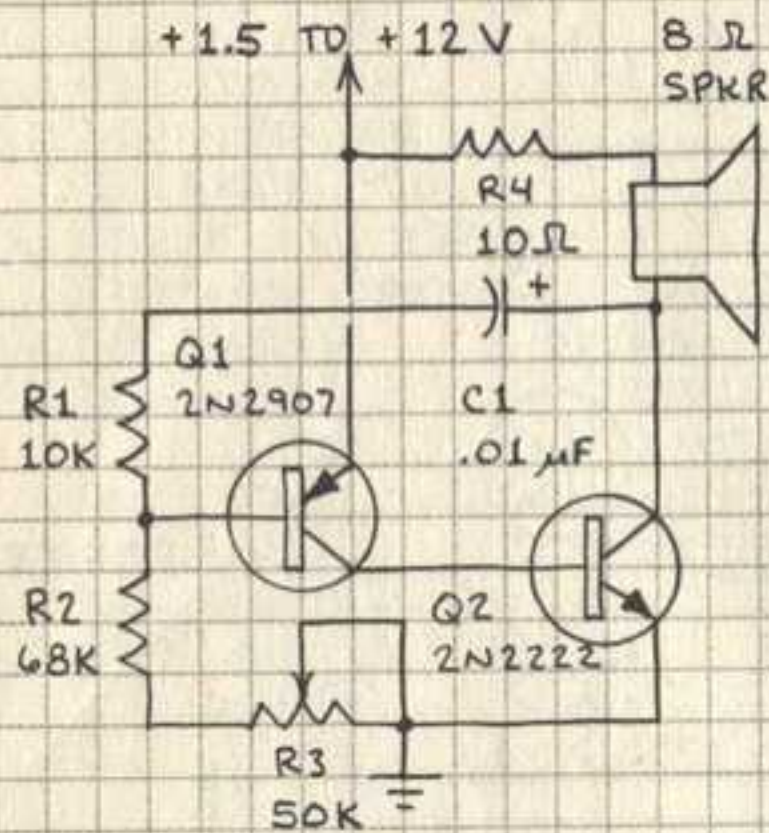 +1.5 TO +12 V
8 Ω
SPKR
R4
10Ω
+
Q1
2N2907
C1
.01 µF
R1
10K
R2
68K
Q2
2N2222
R3
50K